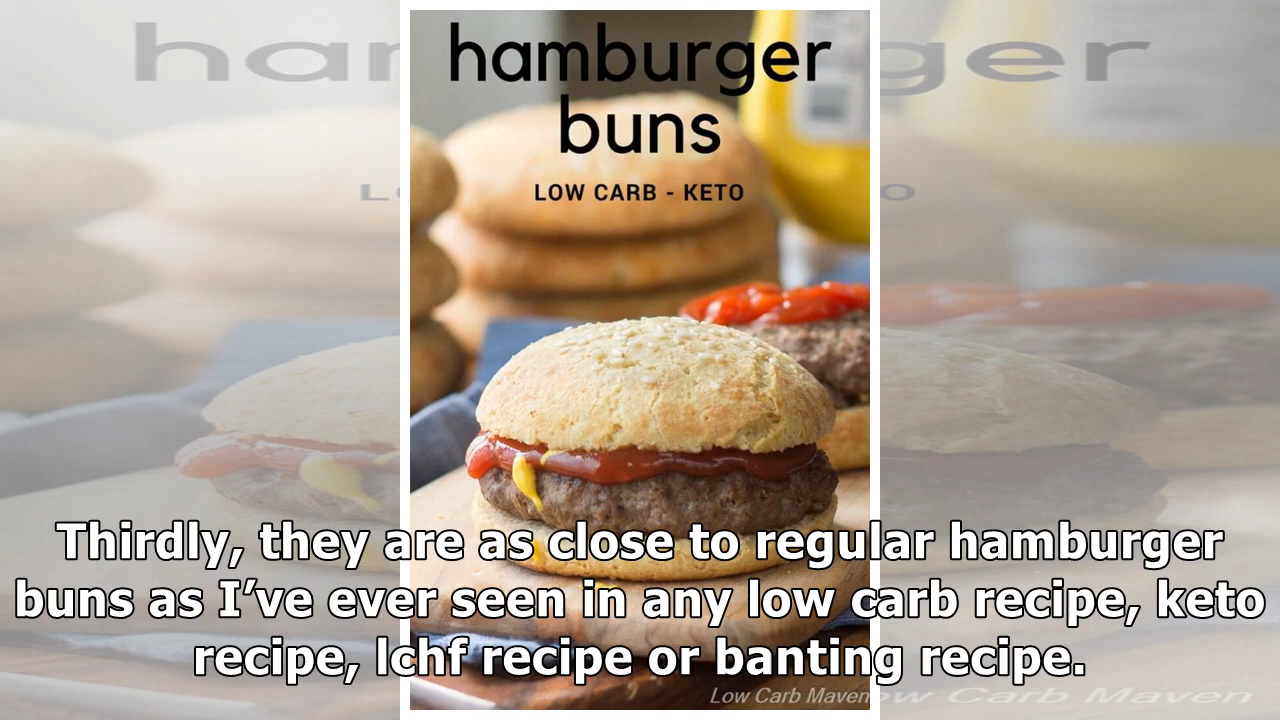 hamburger
buns
LOW CARB - KETO
Thirdly, they are as close to regular hamburger
buns as I’ve ever seen in any low carb recipe, keto
recipe, lchf recipe or banting recipe.
Low Carb Maven